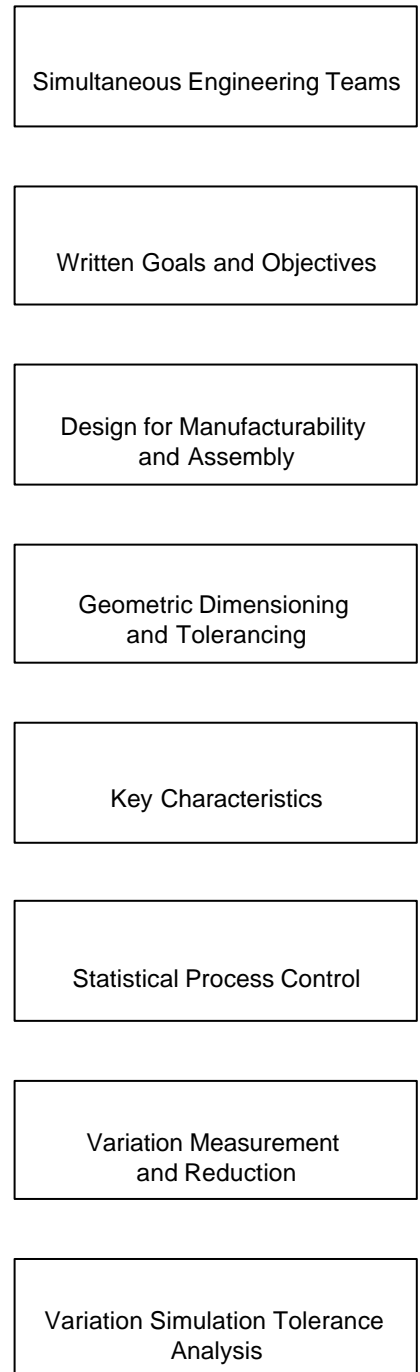 Simultaneous Engineering Teams
Written Goals and Objectives
Design for Manufacturability
and Assembly
Geometric Dimensioning
and Tolerancing
Key Characteristics
Statistical Process Control
Variation Measurement
and Reduction
Variation Simulation Tolerance
Analysis